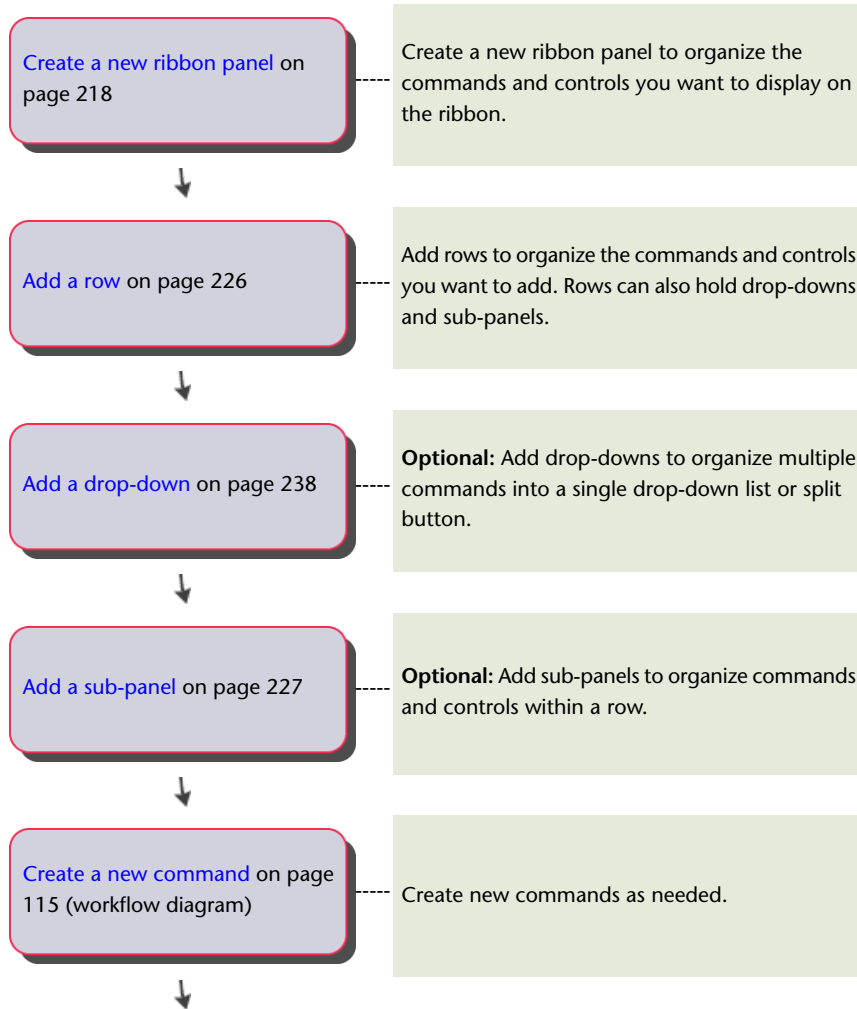 Create a new ribbon panel on
page 218
Create a new ribbon panel to organize the
commands and controls you want to display on
the ribbon.
Add a row on page 226
Add rows to organize the commands and controls
you want to add. Rows can also hold drop-downs
and sub-panels.
Add a drop-down on page 238
Optional: Add drop-downs to organize multiple
commands into a single drop-down list or split
button.
Add a sub-panel on page 227
Optional: Add sub-panels to organize commands
and controls within a row.
Create a new command on page
115 (workflow diagram)
Create new commands as needed.